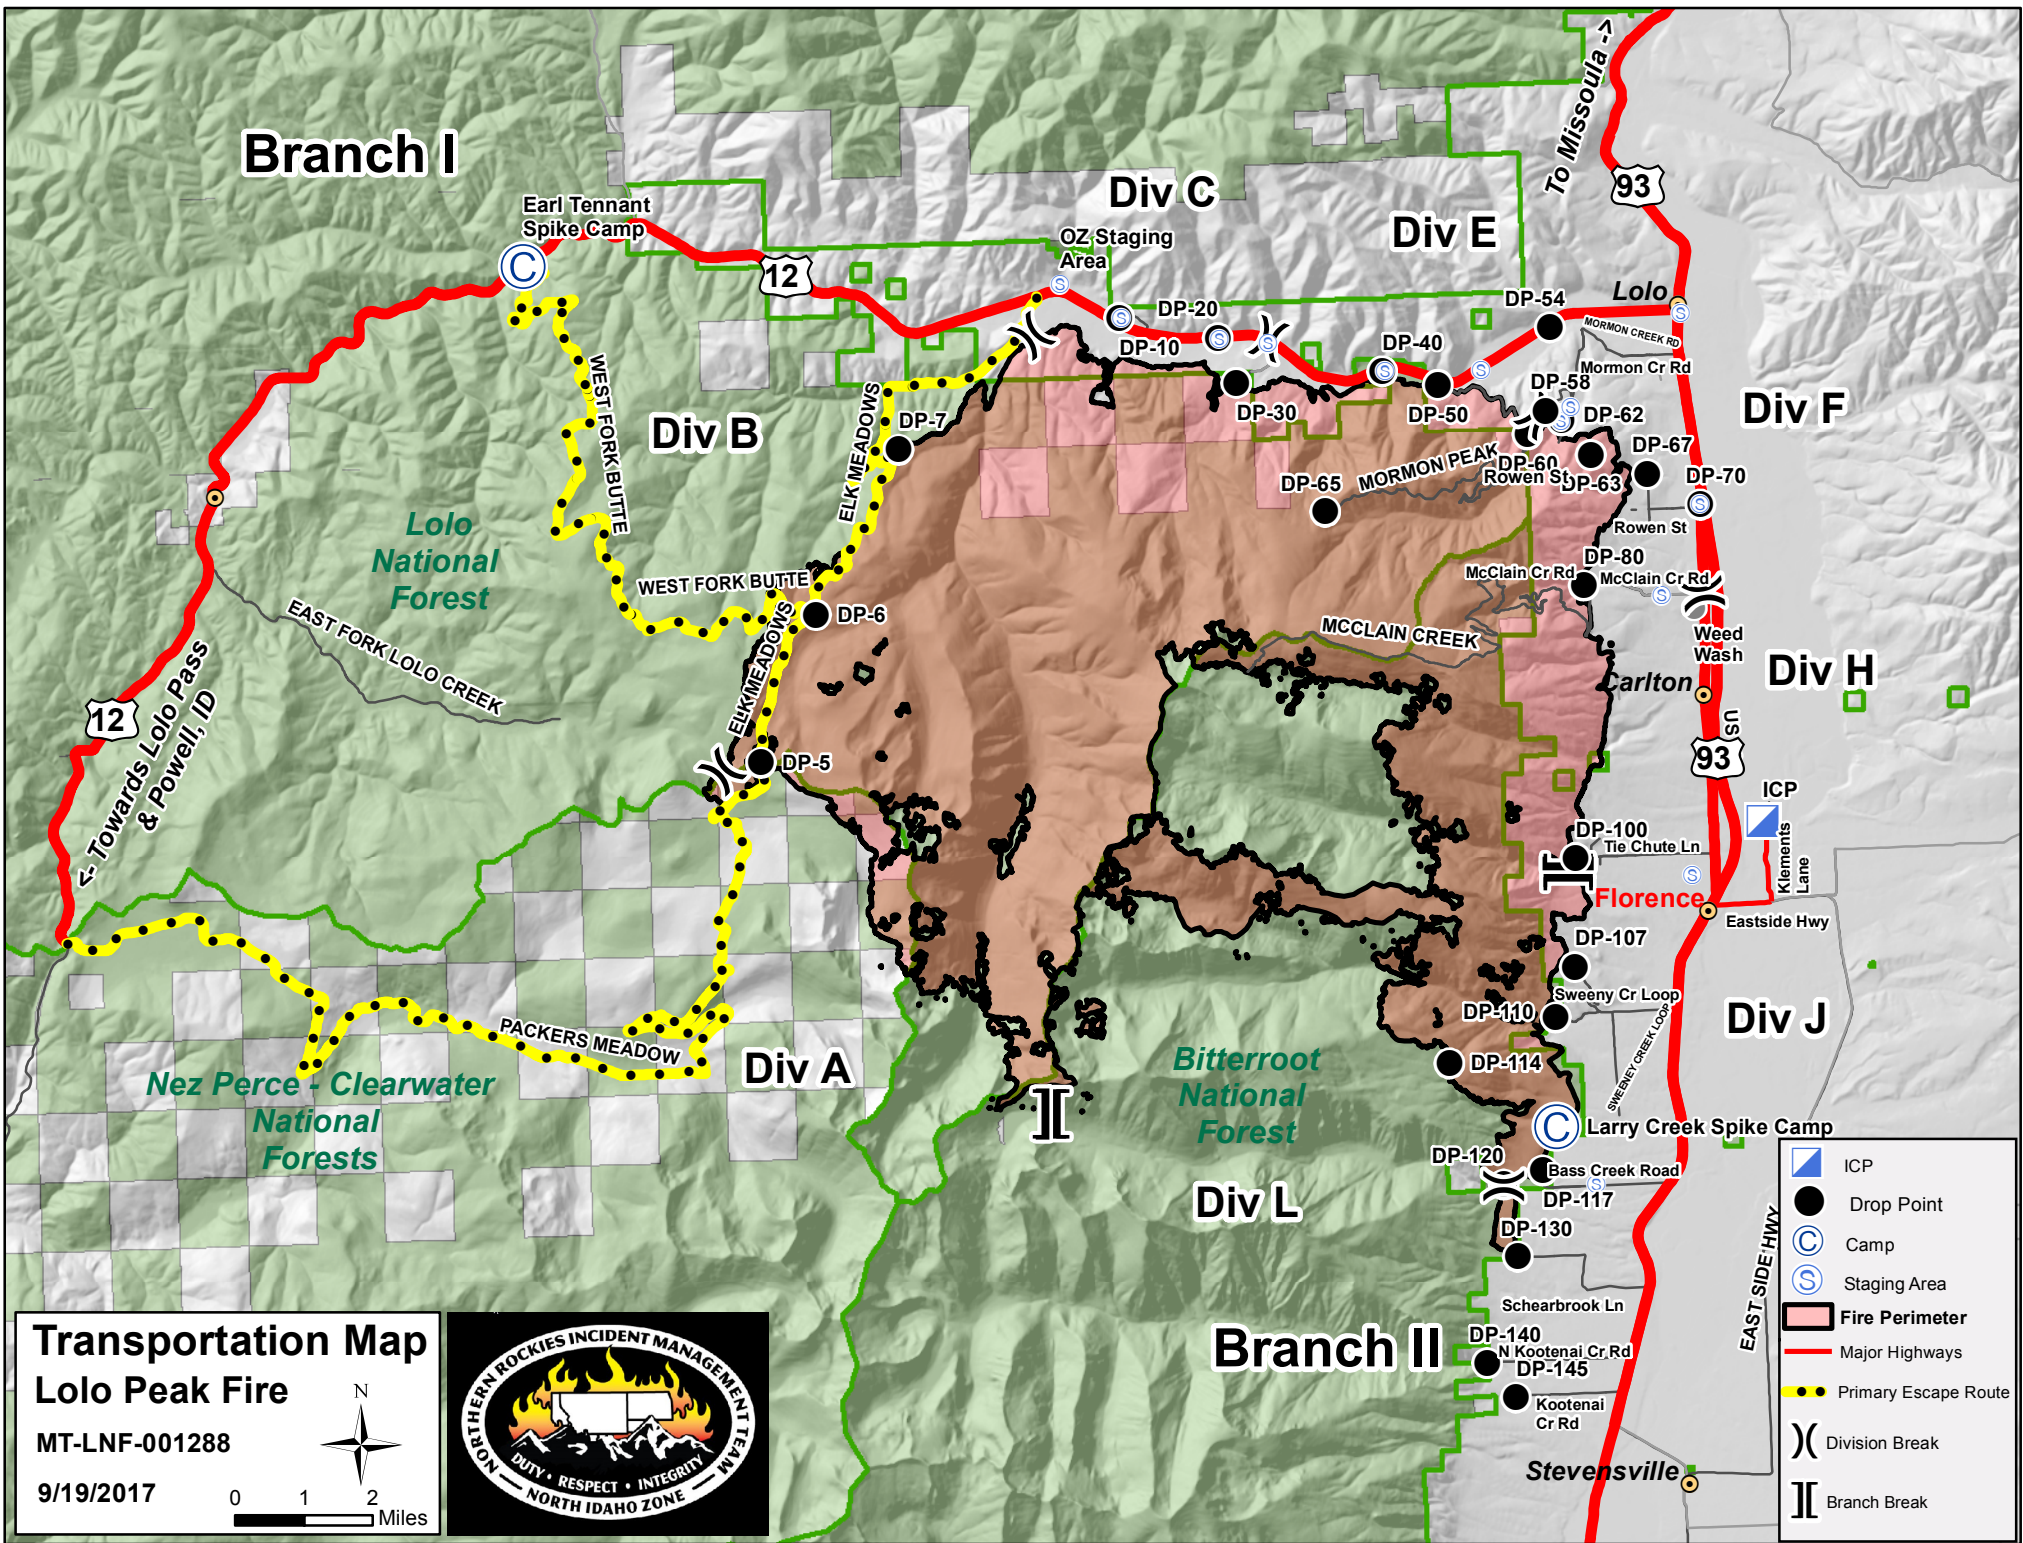 Branch I
Div C
Div E
To Missoula ->
93
Earl Tennant
Spike Camp
OZ Staging
Area
12
DP-20
DP-10
DP-54
Lolo
MORMON CREEK RD
Mormon Cr Rd
DP-40
DP-58
DP-62
DP-30
DP-50
DP-7
Div B
Div F
DP-67
DP-60
Rowen St
DP-63
DP-70
Rowen St
DP-65
MORMON PEAK
WEST FORK BUTTE
ELK MEADOWS
Lolo
National
Forest
WEST FORK BUTTE
DP-6
ELK MEADOWS
DP-80
McClain Cr Rd
McClain Cr Rd
MCCLAIN CREEK
Weed
Wash
Div H
Carlton
EAST FORK LOLO CREEK
12
<- Towards Lolo Pass
& Powell, ID
DP-5
US
93
ICP
Klements
Lane
DP-100
Tie Chute Ln
Florence
Eastside Hwy
DP-107
Sweeny Cr Loop
DP-110
SWEENEY CREEK LOOP
Div J
DP-114
PACKERS MEADOW
Div A
Nez Perce - Clearwater
National
Forests
Bitterroot
National
Forest
Larry Creek Spike Camp
DP-120
Bass Creek Road
DP-117
Div L
DP-130
EAST SIDE HWY
Schearbrook Ln
Branch II
DP-140
N Kootenai Cr Rd
DP-145
Kootenai
Cr Rd
Stevensville
ICP
Drop Point
C
Camp
S
Staging Area
Fire Perimeter
Major Highways
Primary Escape Route
Division Break
Branch Break
Transportation Map
Lolo Peak Fire
MT-LNF-001288
9/19/2017
N
0 1 2
Miles
NORTHERN ROCKIES INCIDENT MANAGEMENT TEAM
DUTY • RESPECT • INTEGRITY
NORTH IDAHO ZONE